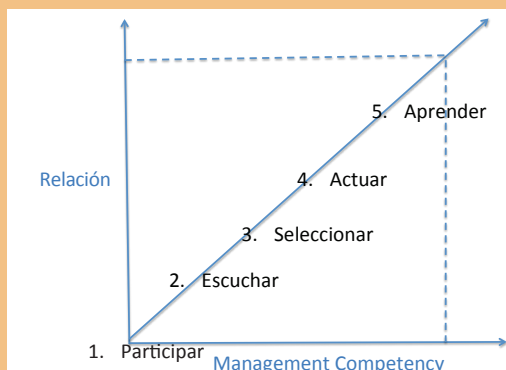 5. Aprender
Relación
4. Actuar
3. Seleccionar
2. Escuchar
1. Participar
Management Competency